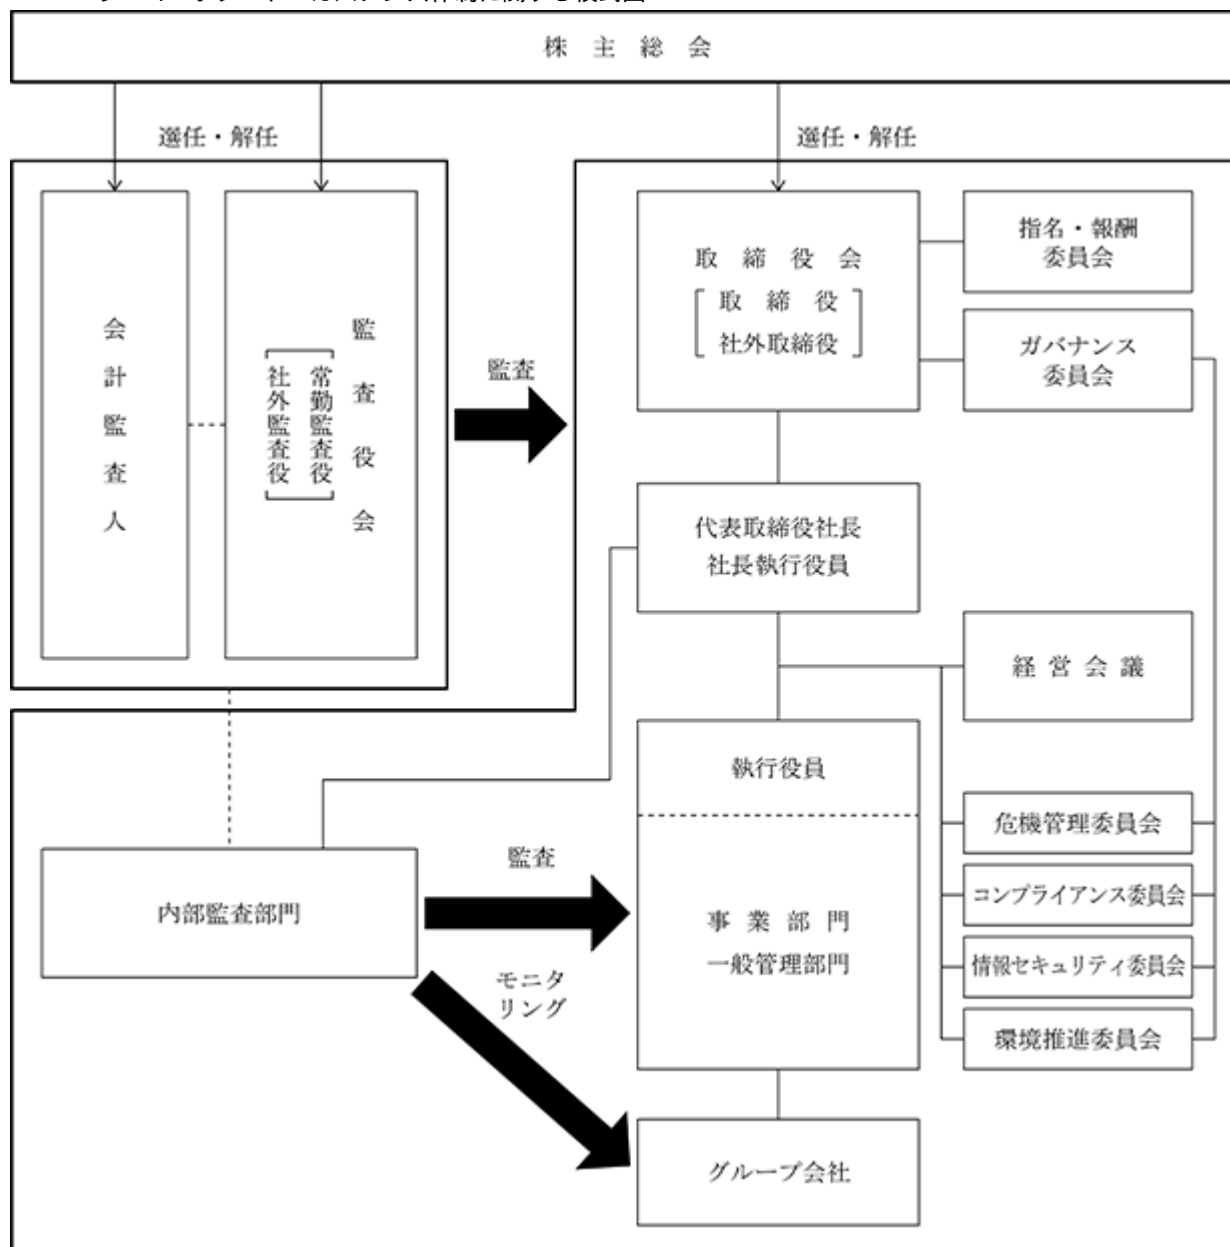 株主総会
選任・解任
選任・解任
会計監査人
監査役会
常勤監査役
社外監査役
監査
取締役会
取締役
社外取締役
指名・報酬
委員会
ガバナンス
委員会
代表取締役社長
社長執行役員
経営会議
執行役員
事業部門
一般管理部門
危機管理委員会
コンプライアンス委員会
情報セキュリティ委員会
環境推進委員会
内部監査部門
監査
モニタ
リング
グループ会社